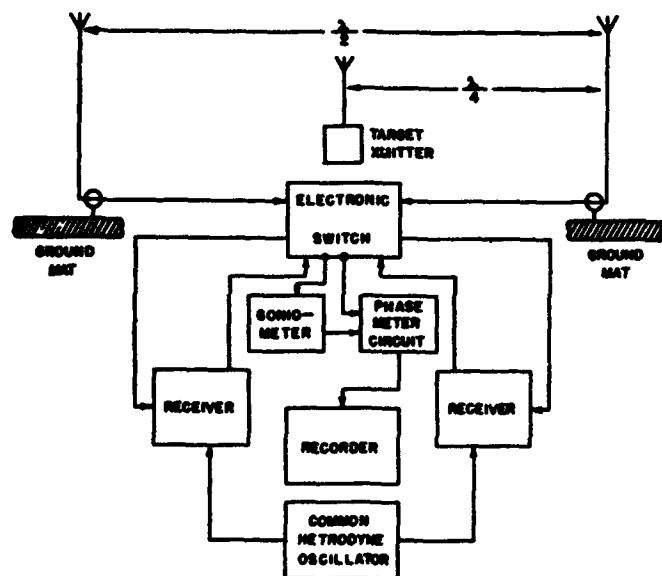 λ/2
λ/4
TARGET
XMITTER
ELECTRONIC
SWITCH
GROUND
MAT
GROUND
MAT
GONIO-
METER
PHASE
METER
CIRCUIT
RECEIVER
RECEIVER
RECORDER
COMMON
HETRODYNE
OSCILLATOR